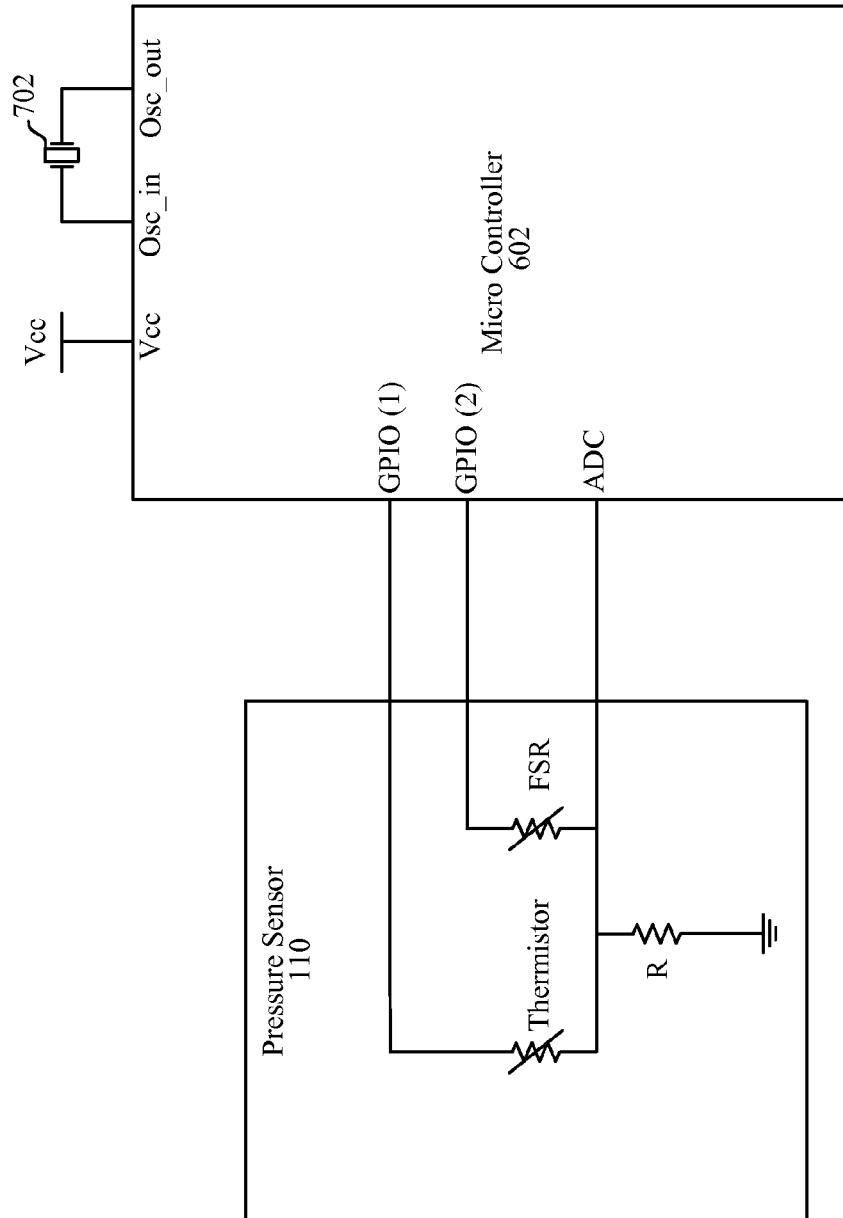 702
Vcc
Vcc
Osc_in
Osc_out
Micro Controller
602
GPIO (1)
GPIO (2)
ADC
Pressure Sensor
110
Thermistor
FSR
R